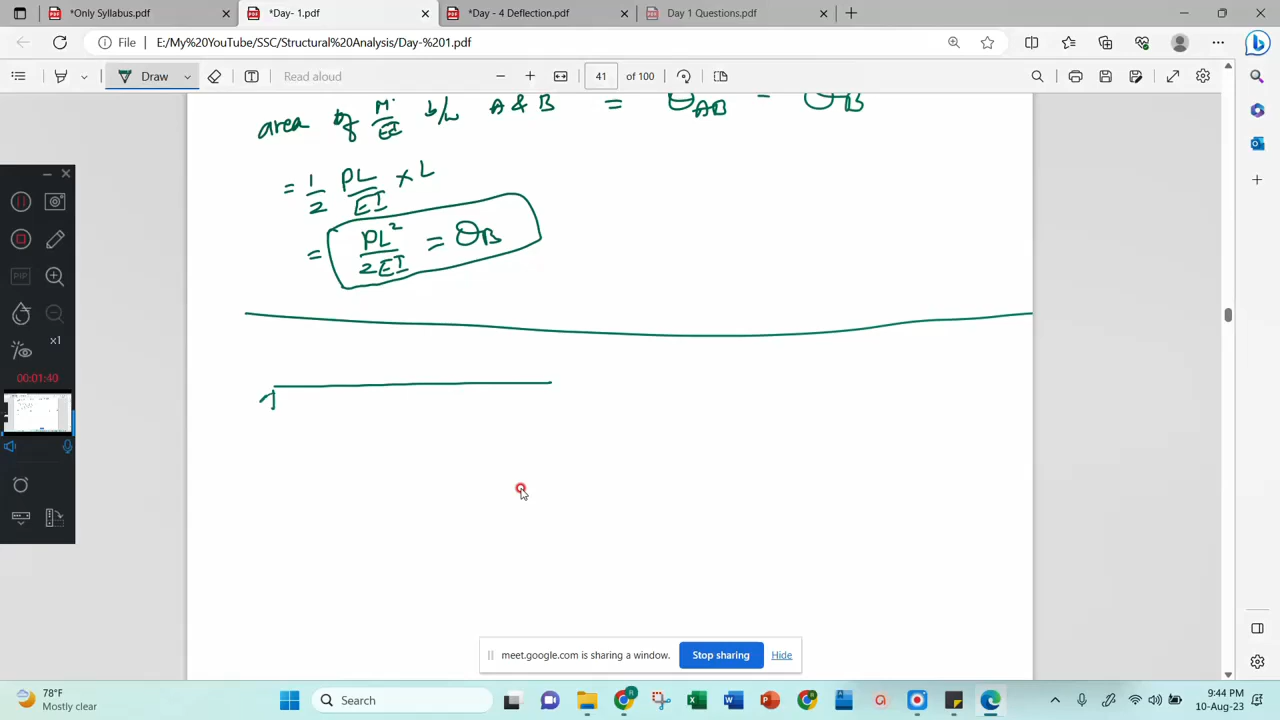 *Only Syllabus.pdf
*Day- 1.pdf
*Day - 4 Deflection.pdf
Day 1 Questions.pdf
File E:/My%20YouTube/SSC/Structural%20Analysis/Day-%201.pdf
Draw Read aloud 41 of 100
area of M/EI b/w A & B = θAB = θB
= 1/2 PL/EI × L
= PL²/2EI = θB
PIP
x1
00:01:40
meet.google.com is sharing a window. Stop sharing Hide
78°F
Mostly clear
Search
9:44 PM
10-Aug-23